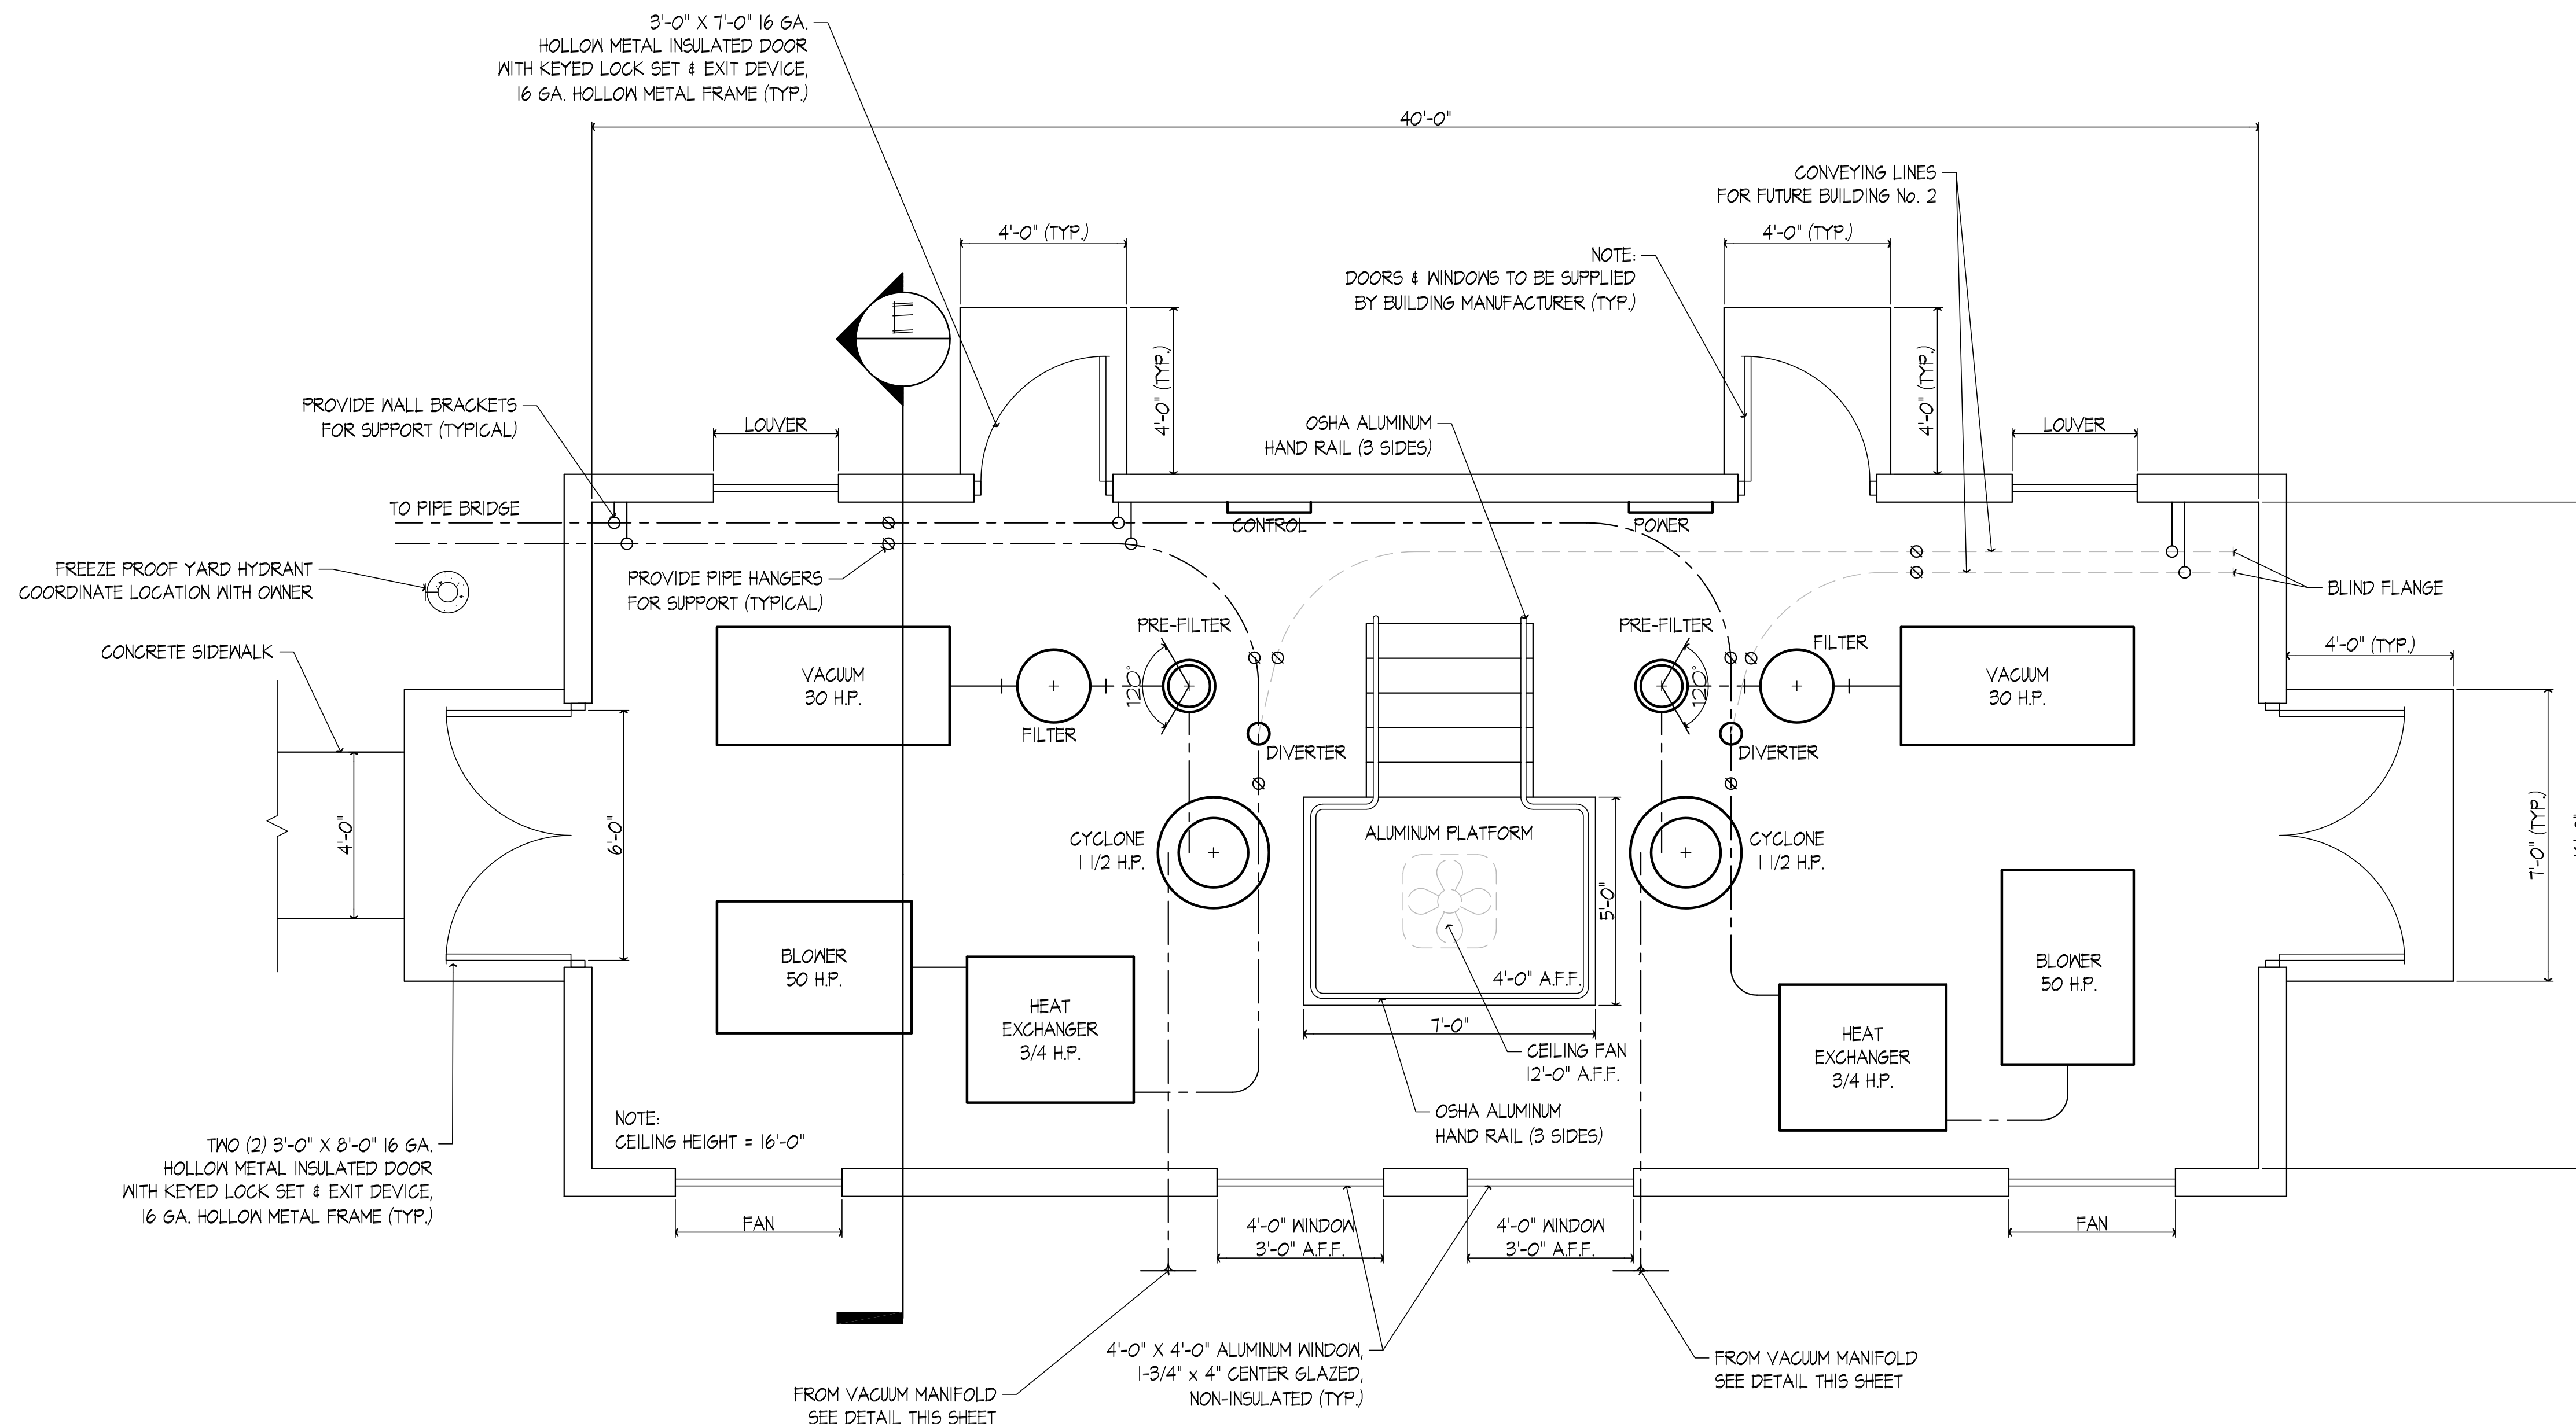 3'-0" X 7'-0" 16 GA.
HOLLOW METAL INSULATED DOOR
WITH KEYED LOCK SET & EXIT DEVICE,
16 GA. HOLLOW METAL FRAME (TYP.)
40'-0"
CONVEYING LINES
FOR FUTURE BUILDING No. 2
4'-0" (TYP.)
4'-0" (TYP.)
NOTE:
DOORS & WINDOWS TO BE SUPPLIED
BY BUILDING MANUFACTURER (TYP.)
E
4'-0" (TYP.)
4'-0" (TYP.)
PROVIDE WALL BRACKETS
FOR SUPPORT (TYPICAL)
LOUVER
OSHA ALUMINUM
HAND RAIL (3 SIDES)
LOUVER
TO PIPE BRIDGE
CONTROL
POWER
FREEZE PROOF YARD HYDRANT
COORDINATE LOCATION WITH OWNER
PROVIDE PIPE HANGERS
FOR SUPPORT (TYPICAL)
BLIND FLANGE
CONCRETE SIDEWALK
PRE-FILTER
PRE-FILTER
FILTER
4'-0" (TYP.)
VACUUM
30 H.P.
120°
120°
VACUUM
30 H.P.
FILTER
DIVERTER
DIVERTER
4'-0"
6'-0"
CYCLONE
1 1/2 H.P.
ALUMINUM PLATFORM
CYCLONE
1 1/2 H.P.
7'-0" (TYP.)
5'-0"
BLOWER
50 H.P.
4'-0" A.F.F.
BLOWER
50 H.P.
HEAT
EXCHANGER
3/4 H.P.
7'-0"
HEAT
EXCHANGER
3/4 H.P.
CEILING FAN
12'-0" A.F.F.
OSHA ALUMINUM
HAND RAIL (3 SIDES)
NOTE:
CEILING HEIGHT = 16'-0"
TWO (2) 3'-0" X 8'-0" 16 GA.
HOLLOW METAL INSULATED DOOR
WITH KEYED LOCK SET & EXIT DEVICE,
16 GA. HOLLOW METAL FRAME (TYP.)
FAN
4'-0" WINDOW
3'-0" A.F.F.
4'-0" WINDOW
3'-0" A.F.F.
FAN
4'-0" X 4'-0" ALUMINUM WINDOW,
1-3/4" x 4" CENTER GLAZED,
NON-INSULATED (TYP.)
FROM VACUUM MANIFOLD
SEE DETAIL THIS SHEET
FROM VACUUM MANIFOLD
SEE DETAIL THIS SHEET